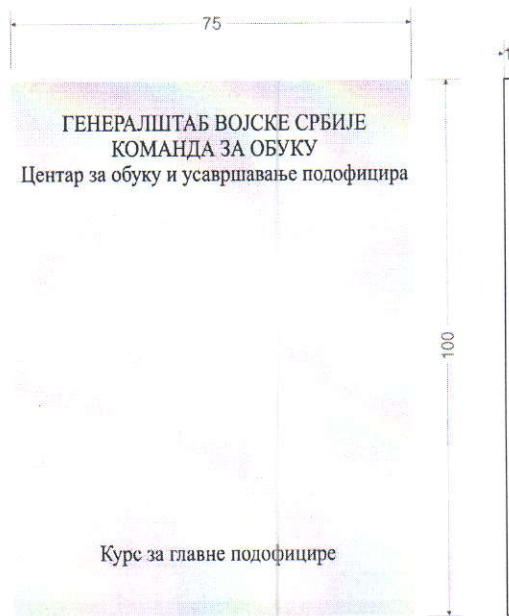 75
ГЕНЕРАЛШТАБ ВОЈСКЕ СРБИЈЕ
КОМАНДА ЗА ОБУКУ
Центар за обуку и усавршавање подофицира
100
Курс за главне подофицире